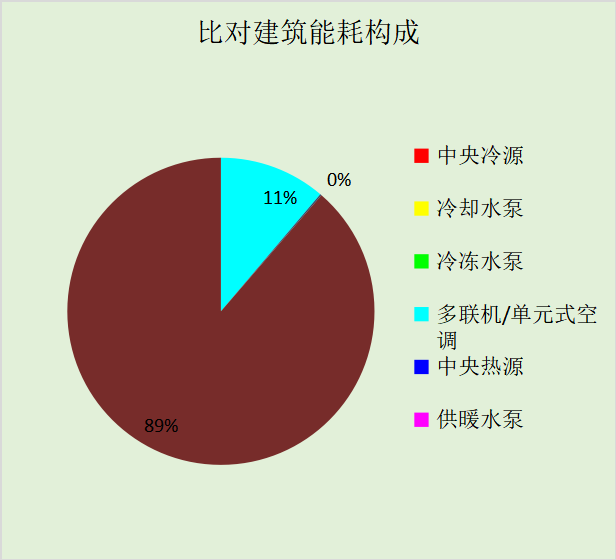 比对建筑能耗构成
0%
11%
89%
中央冷源
冷却水泵
冷冻水泵
多联机/单元式空
调
中央热源
供暖水泵